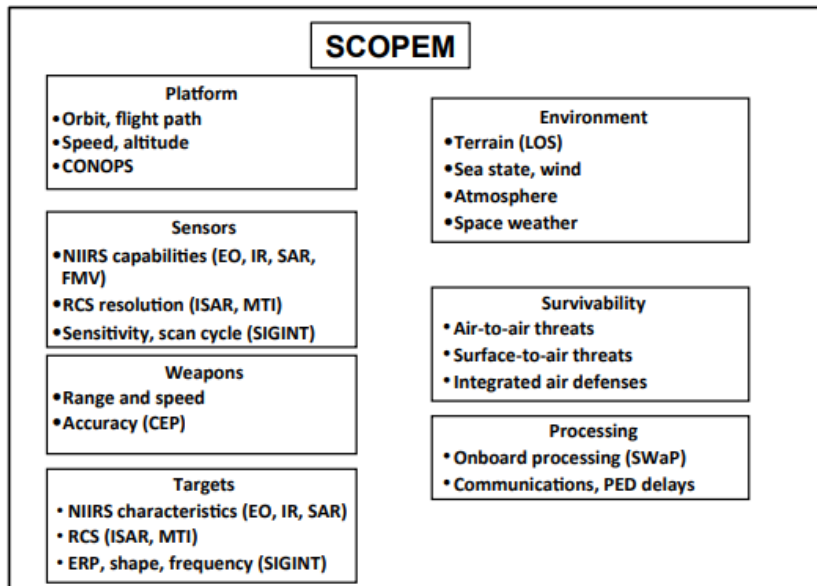 SCOPEM
Platform
•Orbit, flight path
•Speed, altitude
•CONOPS
Sensors
•NIIRS capabilities (EO, IR, SAR,
FMV)
•RCS resolution (ISAR, MTI)
•Sensitivity, scan cycle (SIGINT)
Weapons
•Range and speed
•Accuracy (CEP)
Targets
• NIIRS characteristics (EO, IR, SAR)
• RCS (ISAR, MTI)
• ERP, shape, frequency (SIGINT)
Environment
•Terrain (LOS)
•Sea state, wind
•Atmosphere
•Space weather
Survivability
• Air-to-air threats
• Surface-to-air threats
• Integrated air defenses
Processing
• Onboard processing (SWaP)
• Communications, PED delays